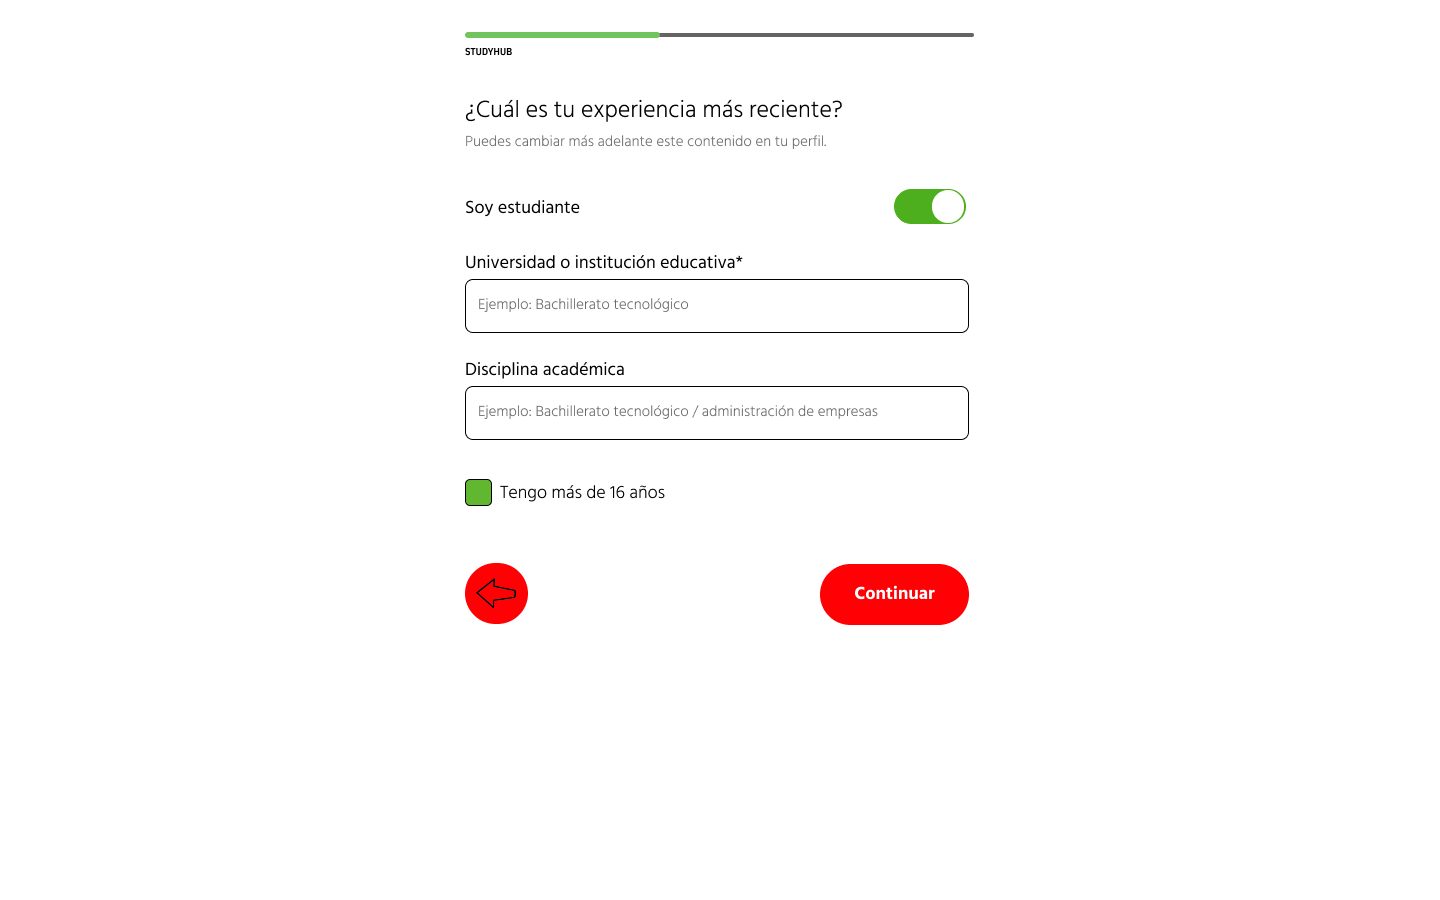 STUDYHUB
¿Cuál es tu experiencia más reciente?
Puedes cambiar más adelante este contenido en tu perfil.
Soy estudiante
Universidad o institución educativa*
Ejemplo: Bachillerato tecnológico
Disciplina académica
Ejemplo: Bachillerato tecnológico / administración de empresas
Tengo más de 16 años
Continuar